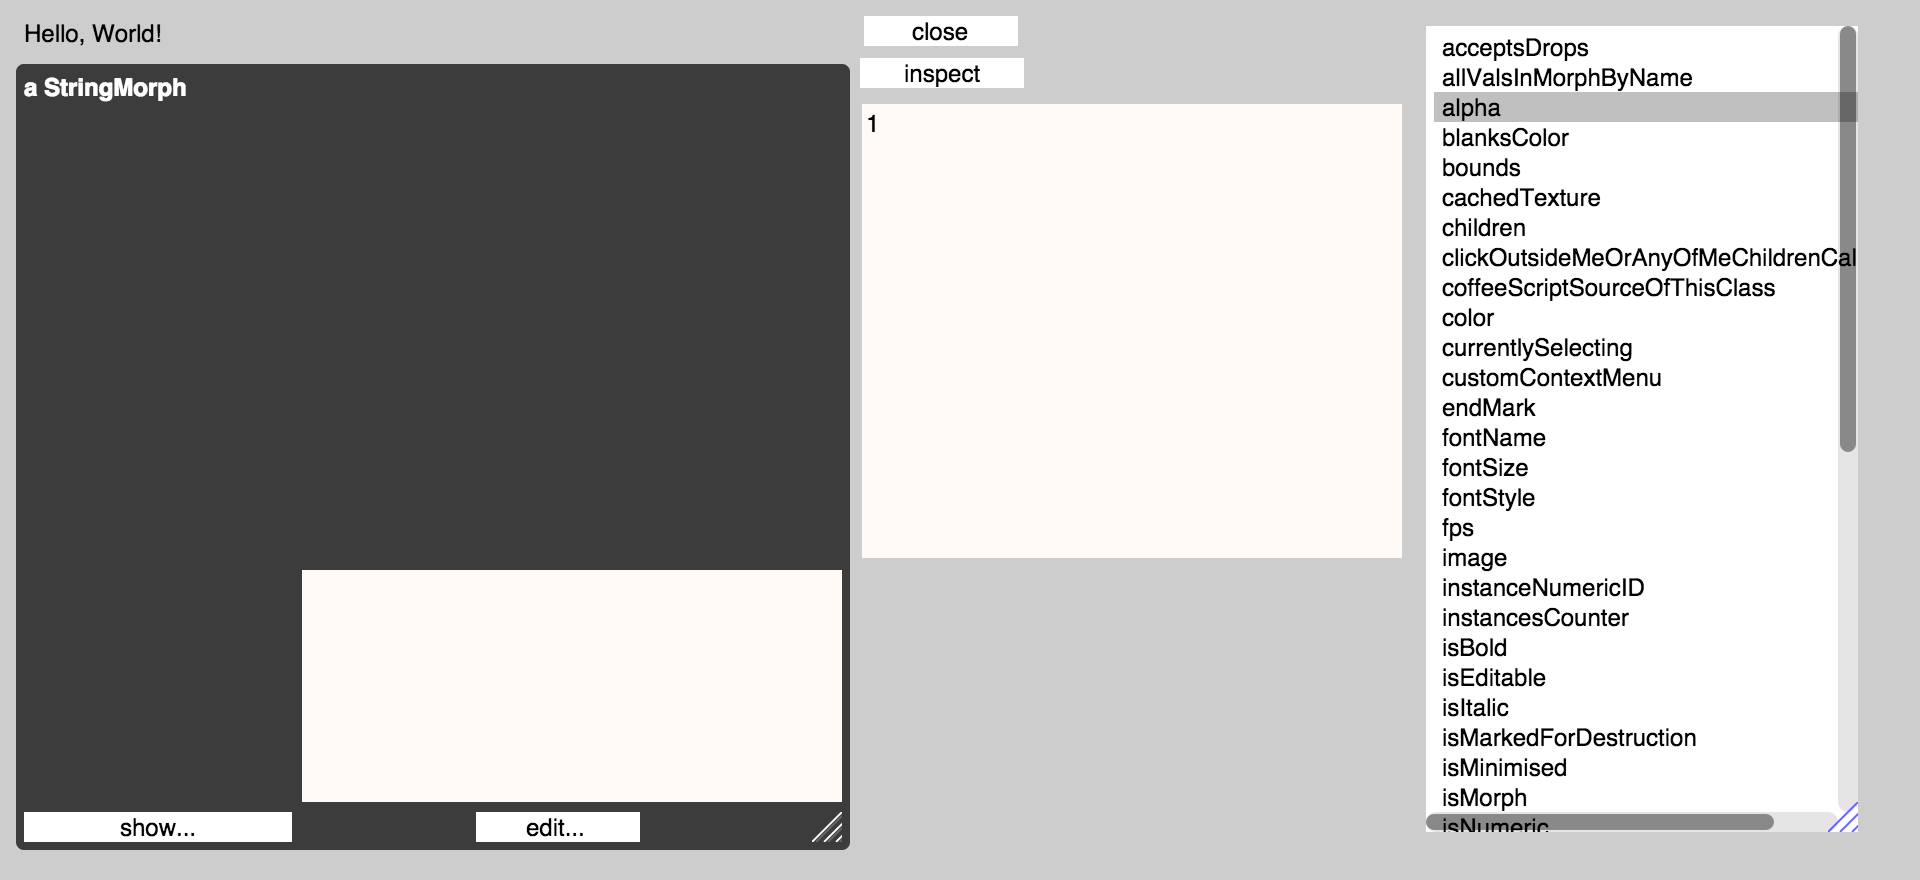 Hello, World!
a StringMorph
show...
edit...
close
inspect
1
acceptsDrops
allValsInMorphByName
alpha
blanksColor
bounds
cachedTexture
children
clickOutsideMeOrAnyOfMeChildrenCal
coffeeScriptSourceOfThisClass
color
currentlySelecting
customContextMenu
endMark
fontName
fontSize
fontStyle
fps
image
instanceNumericID
instancesCounter
isBold
isEditable
isItalic
isMarkedForDestruction
isMinimised
isMorph
isNumeric